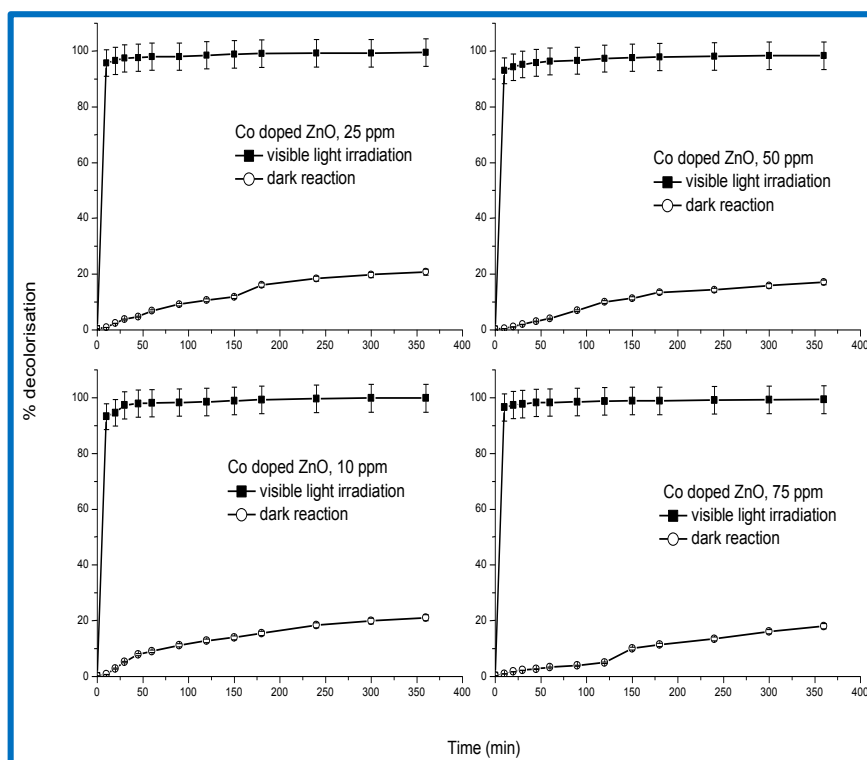 100
80
60
40
20
0
0 50 100 150 200 250 300 350 400
Co doped ZnO, 25 ppm
visible light irradiation
dark reaction
100
80
60
40
20
0
0 50 100 150 200 250 300 350 400
Co doped ZnO, 50 ppm
visible light irradiation
dark reaction
% decolorisation
100
80
60
40
20
0
0 50 100 150 200 250 300 350 400
Co doped ZnO, 10 ppm
visible light irradiation
dark reaction
100
80
60
40
20
0
0 50 100 150 200 250 300 350 400
Co doped ZnO, 75 ppm
visible light irradiation
dark reaction
Time (min)